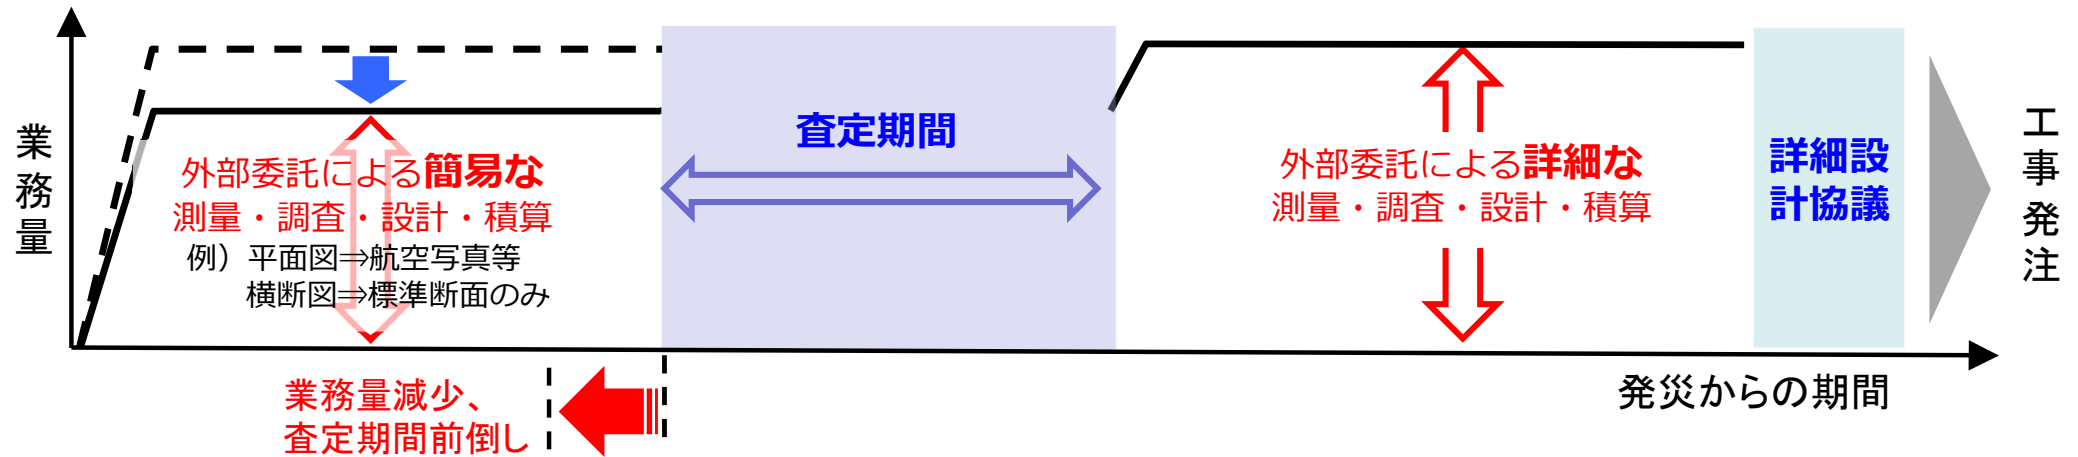 業務量
外部委託による簡易な
測量・調査・設計・積算
例）平面図⇒航空写真等
横断図⇒標準断面のみ
査定期間
外部委託による詳細な
測量・調査・設計・積算
詳細設
計協議
工事発注
発災からの期間
業務量減少、
査定期間前倒し